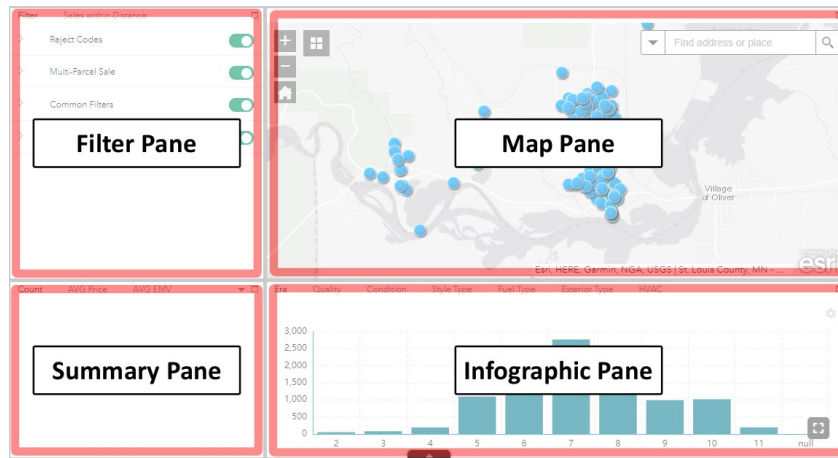 Filter Sales within Distance
Reject Codes
Multi-Parcel Sale
Common Filters
Filter Pane
Find address or place
Map Pane
Village
of Oliver
Esri, HERE, Garmin, NGA, USGS | St. Louis County, MN - ...
esri
Count AVG Price AVG EMV
Summary Pane
Era Quality Condition Style Type Fuel Type Exterior Type HVAC
3,000
2,500
2,000
1,500
1,000
500
0
Infographic Pane
2 3 4 5 6 7 8 9 10 11 null